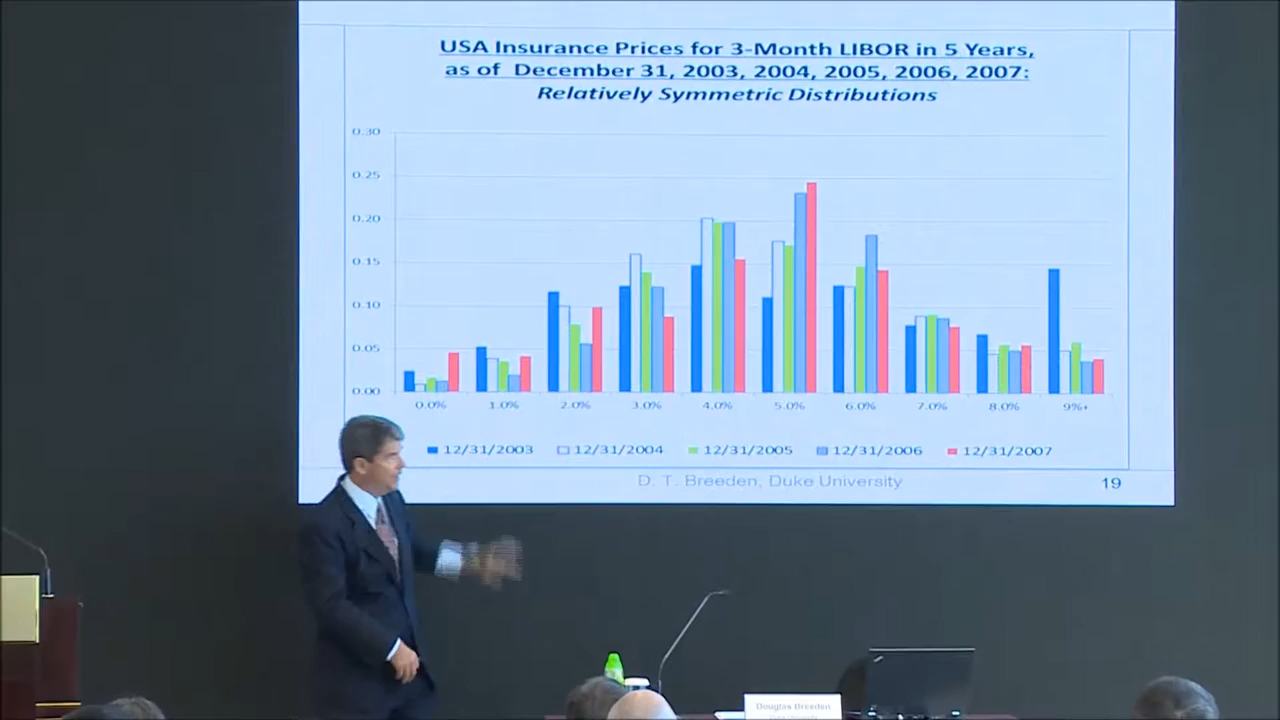 USA Insurance Prices for 3-Month LIBOR in 5 Years,
as of December 31, 2003, 2004, 2005, 2006, 2007:
Relatively Symmetric Distributions
0.30
0.25
0.20
0.15
0.10
0.05
0.00
0.0% 1.0% 2.0% 3.0% 4.0% 5.0% 6.0% 7.0% 8.0% 9%+
12/31/2003 12/31/2004 12/31/2005 12/31/2006 12/31/2007
D. T. Breeden, Duke University 19
Douglas Breeden